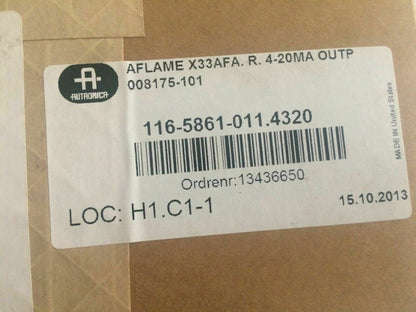 AUTRONICA
AFLAME X33AFA. R. 4-20MA OUTP
008175-101
116-5861-011.4320
Ordrenr:13436650
LOC: H1.C1-1
15.10.2013
MADE IN United States